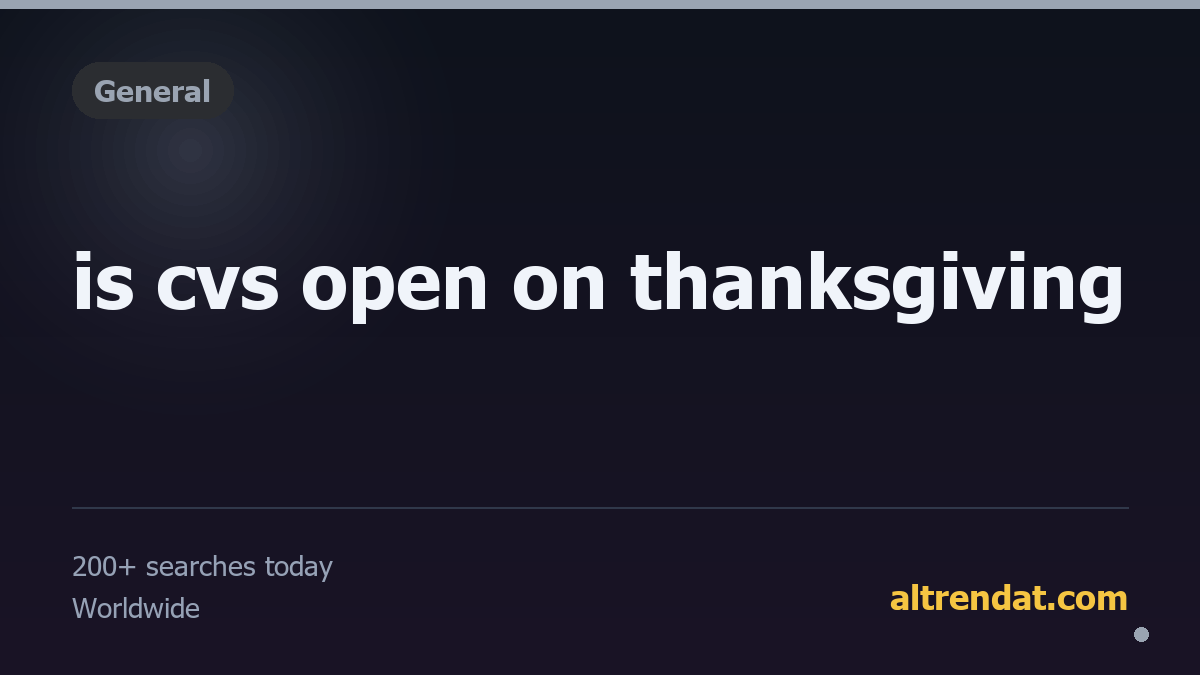 General
is cvs open on thanksgiving
200+ searches today
Worldwide
altrendat.com